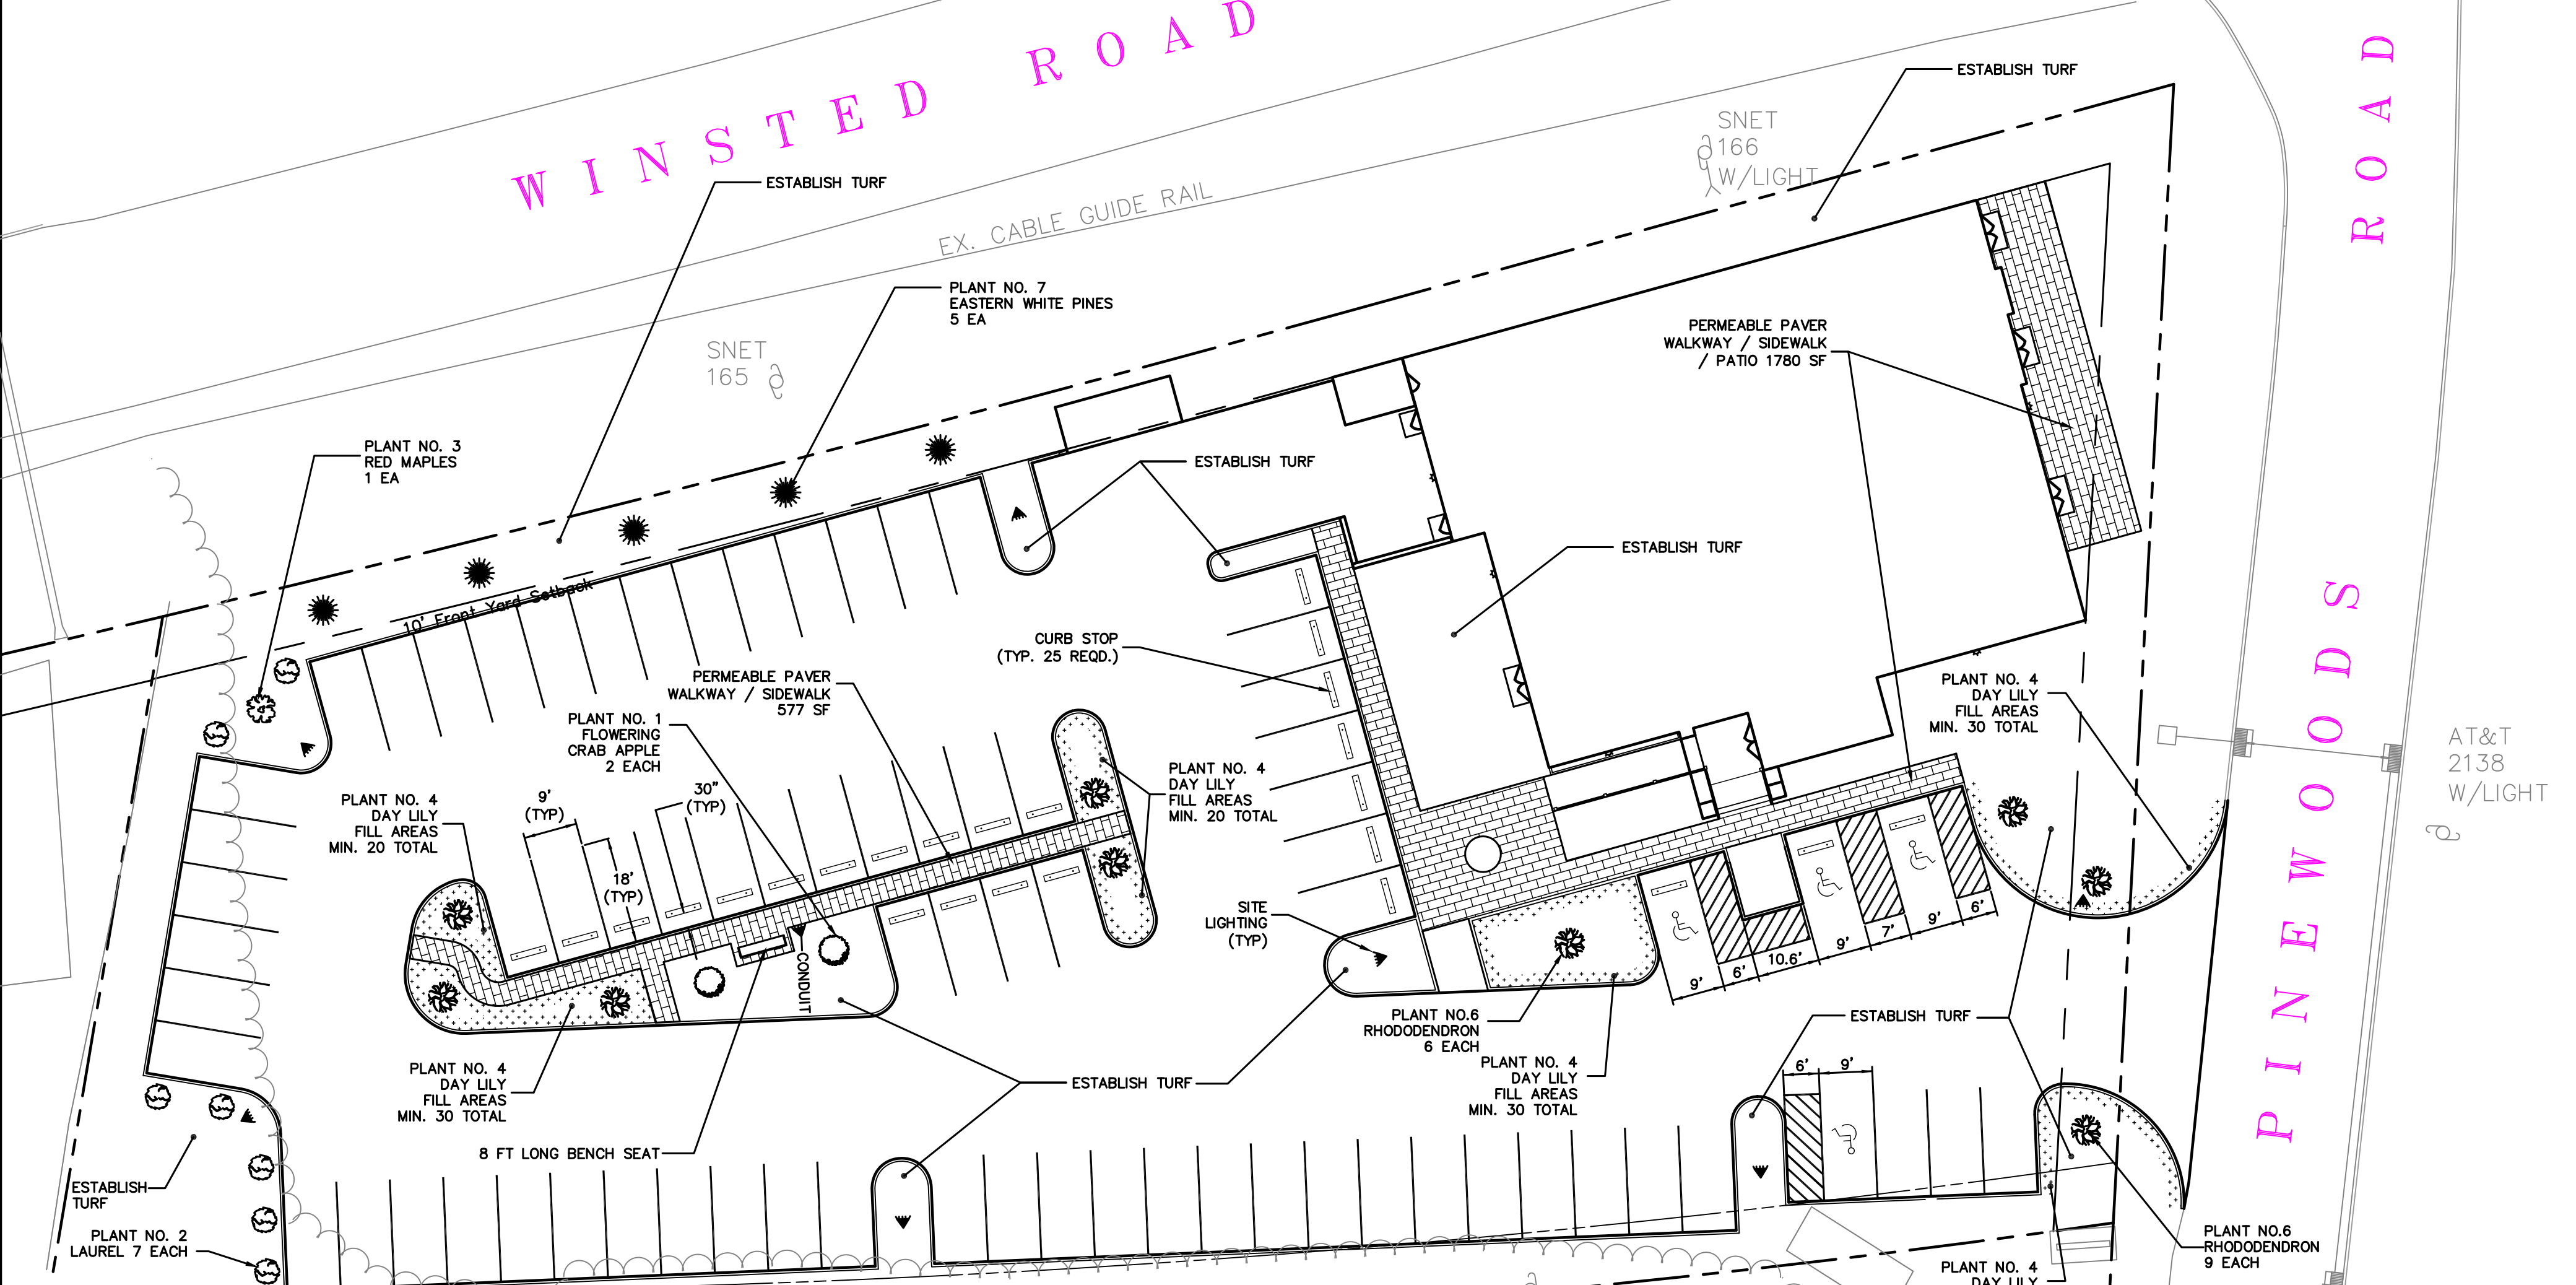 WINSTED ROAD
ESTABLISH TURF
SNET
166
W/LIGHT
ROAD
ESTABLISH TURF
EX. CABLE GUIDE RAIL
PLANT NO. 7
EASTERN WHITE PINES
5 EA
SNET
165
PERMEABLE PAVER
WALKWAY / SIDEWALK
/ PATIO 1780 SF
PLANT NO. 3
RED MAPLES
1 EA
ESTABLISH TURF
ESTABLISH TURF
10' Front Yard Setback
CURB STOP
(TYP. 25 REQD.)
PERMEABLE PAVER
WALKWAY / SIDEWALK
577 SF
PLANT NO. 1
FLOWERING
CRAB APPLE
2 EACH
PLANT NO. 4
DAY LILY
FILL AREAS
MIN. 30 TOTAL
PINEWOODS
AT&T
2138
W/LIGHT
PLANT NO. 4
DAY LILY
FILL AREAS
MIN. 20 TOTAL
9'
(TYP)
30"
(TYP)
18'
(TYP)
PLANT NO. 4
DAY LILY
FILL AREAS
MIN. 20 TOTAL
CONDUIT
SITE
LIGHTING
(TYP)
9'
6'
10.6'
9'
7'
9'
6'
PLANT NO.6
RHODODENDRON
6 EACH
ESTABLISH TURF
PLANT NO. 4
DAY LILY
FILL AREAS
MIN. 30 TOTAL
ESTABLISH TURF
PLANT NO. 4
DAY LILY
FILL AREAS
MIN. 30 TOTAL
6'
9'
8 FT LONG BENCH SEAT
ESTABLISH
TURF
PLANT NO. 2
LAUREL 7 EACH
PLANT NO.6
RHODODENDRON
9 EACH
PLANT NO. 4
DAY LILY